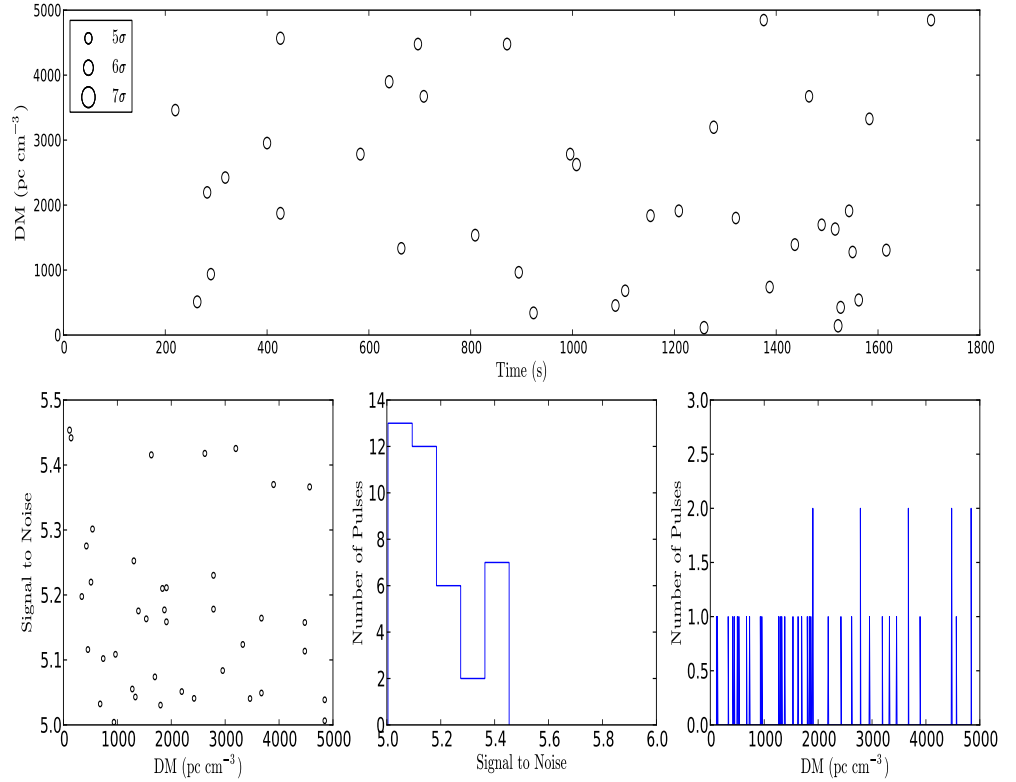 5000
4000
3000
2000
1000
0
DM (pc cm⁻³)
5σ
6σ
7σ
0 200 400 600 800 1000 1200 1400 1600 1800
Time (s)
5.5
5.4
5.3
5.2
5.1
5.0
Signal to Noise
0 1000 2000 3000 4000 5000
DM (pc cm⁻³)
14
12
10
8
6
4
2
0
Number of Pulses
5.0 5.2 5.4 5.6 5.8 6.0
Signal to Noise
3.0
2.5
2.0
1.5
1.0
0.5
0.0
Number of Pulses
0 1000 2000 3000 4000 5000
DM (pc cm⁻³)